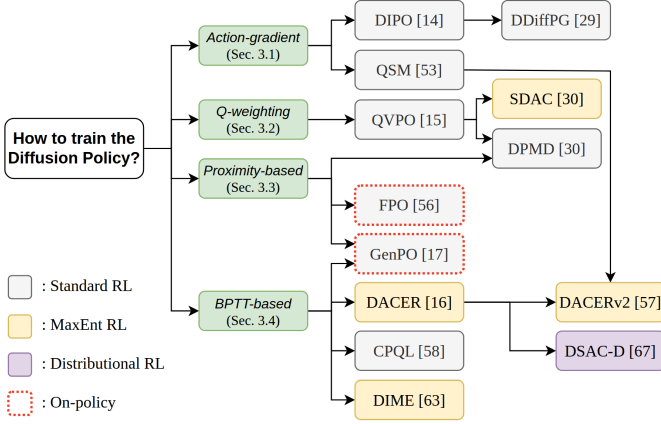 How to train the
Diffusion Policy?
Action-gradient
(Sec. 3.1)
DIPO [14]
DDiffPG [29]
QSM [53]
Q-weighting
(Sec. 3.2)
QVPO [15]
SDAC [30]
DPMD [30]
Proximity-based
(Sec. 3.3)
FPO [56]
GenPO [17]
BPTT-based
(Sec. 3.4)
DACER [16]
DACERv2 [57]
DSAC-D [67]
CPQL [58]
DIME [63]
: Standard RL
: MaxEnt RL
: Distributional RL
: On-policy